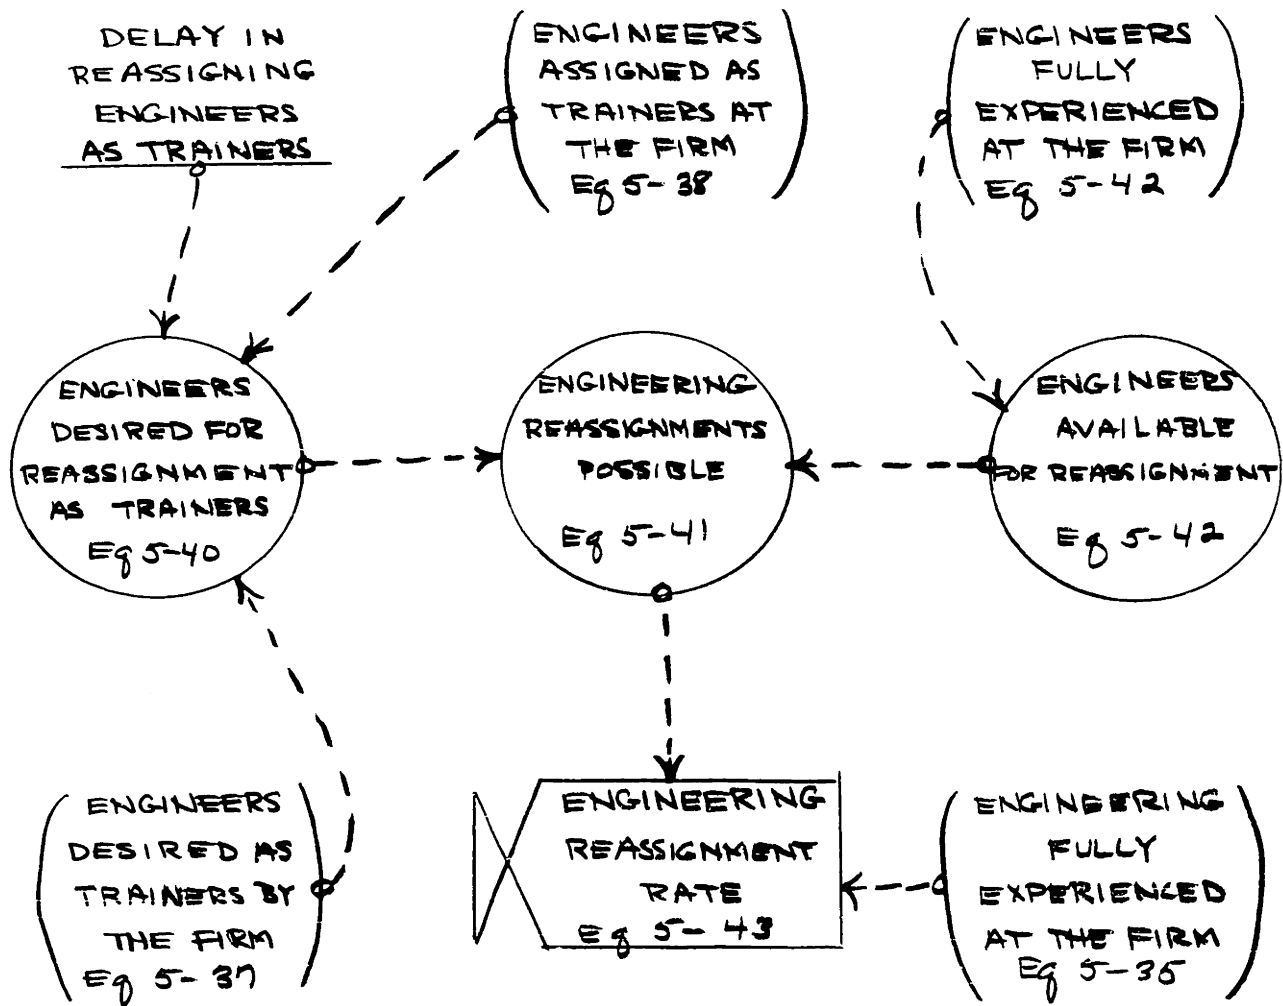 DELAY IN
REASSIGNING
ENGINEERS
AS TRAINERS
ENGINEERS
ASSIGNED AS
TRAINERS AT
THE FIRM
Eq 5-38
ENGINEERS
FULLY
EXPERIENCED
AT THE FIRM
Eq 5-42
ENGINEERS
DESIRED FOR
REASSIGNMENT
AS TRAINERS
Eq 5-40
ENGINEERING
REASSIGNMENTS
POSSIBLE
Eq 5-41
ENGINEERS
AVAILABLE
FOR REASSIGNMENT
Eq 5-42
ENGINEERS
DESIRED AS
TRAINERS BY
THE FIRM
Eq 5-37
ENGINEERING
REASSIGNMENT
RATE
Eq 5-43
ENGINEERING
FULLY
EXPERIENCED
AT THE FIRM
Eq 5-35